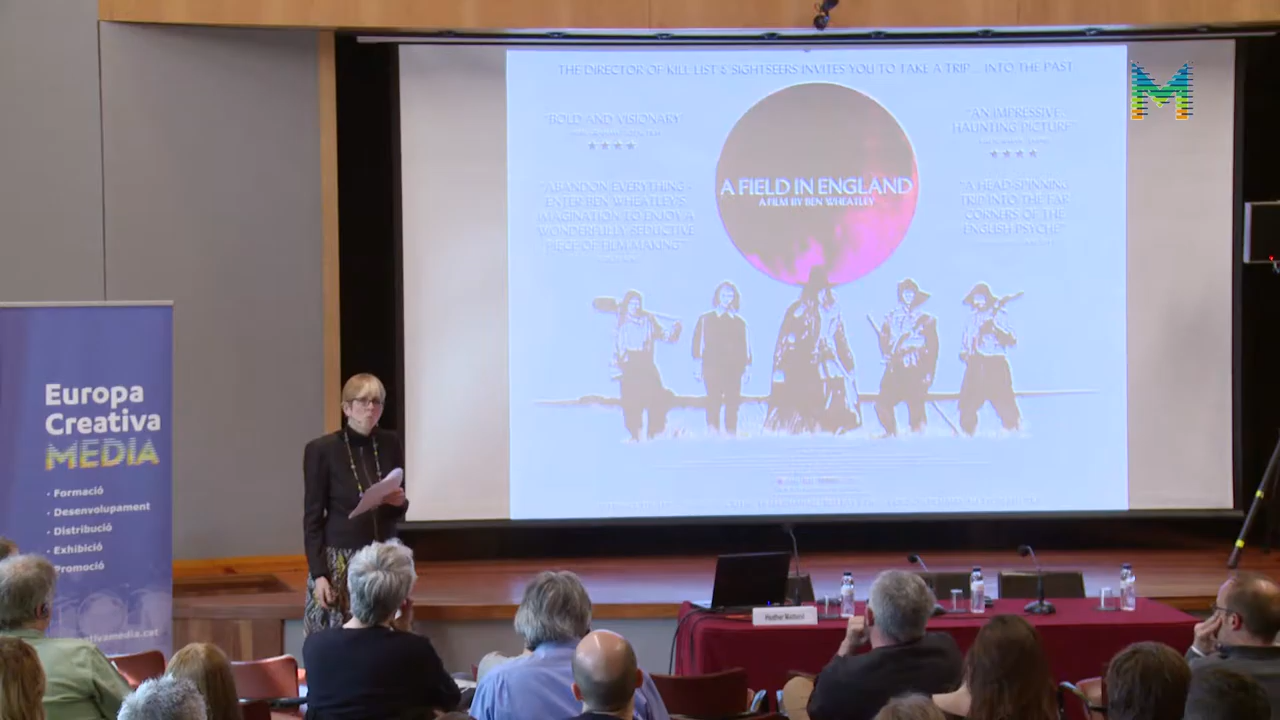 THE DIRECTOR OF KILL LIST & SIGHTSEERS INVITES YOU TO TAKE A TRIP... INTO THE PAST
M
"BOLD AND VISIONARY"
"AN IMPRESSIVE,
HAUNTING PICTURE"
A FIELD IN ENGLAND
A FILM BY BEN WHEATLEY
"ABANDON EVERYTHING -
ENTER BEN WHEATLEY'S
IMAGINATION TO ENJOY A
WONDERFULLY SEDUCTIVE
PIECE OF FILM MAKING"
"A HEAD-SPINNING
TRIP INTO THE FAR
CORNERS OF THE
ENGLISH PSYCHE"
Europa
Creativa
MEDIA
· Formació
· Desenvolupament
· Distribució
· Exhibició
Promoció
tivamedia.cat